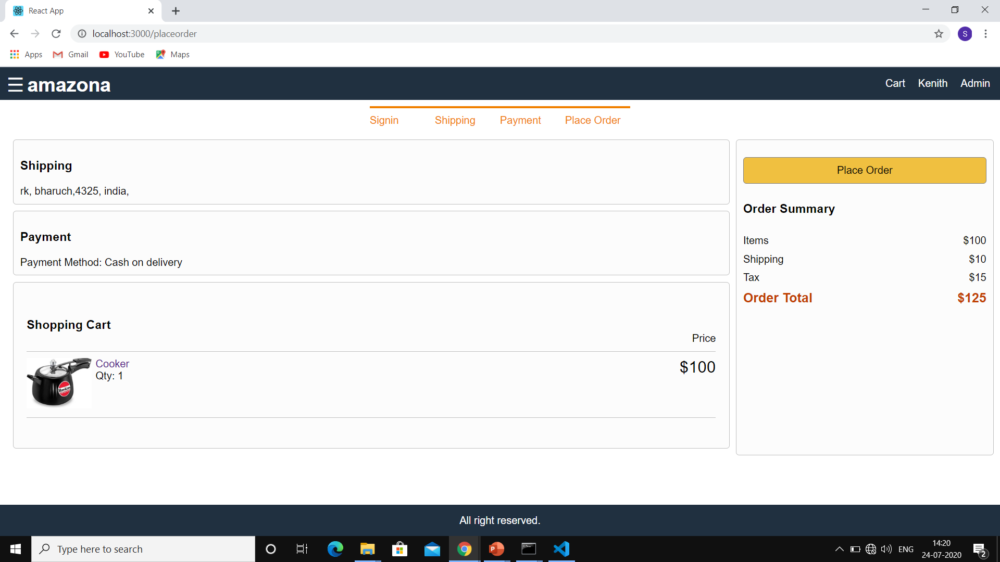 React App
localhost:3000/placeorder
S
Apps Gmail YouTube Maps
☰ amazona
Cart Kenith Admin
Signin Shipping Payment Place Order
Shipping
rk, bharuch,4325, india,
Payment
Payment Method: Cash on delivery
Shopping Cart
Price
Hawkins
Cooker
Qty: 1
$100
Place Order
Order Summary
Items $100
Shipping $10
Tax $15
Order Total $125
All right reserved.
Type here to search
P
ENG
14:20
24-07-2020
2